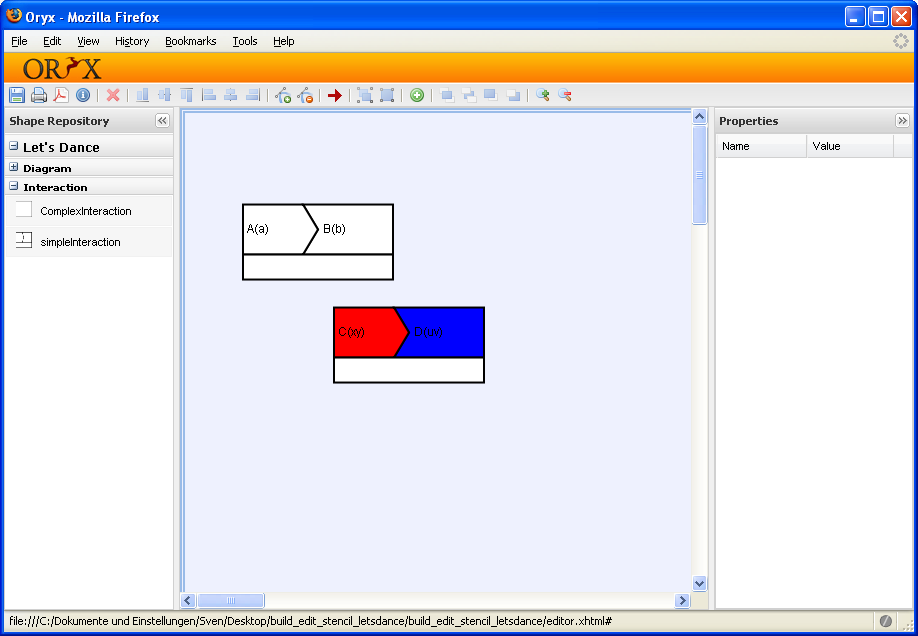 Oryx - Mozilla Firefox
File Edit View History Bookmarks Tools Help
ORYX
Shape Repository
Let's Dance
Diagram
Interaction
ComplexInteraction
simpleInteraction
A(a) B(b)
C(xy) D(uv)
Properties
Name Value
file:///C:/Dokumente und Einstellungen/Sven/Desktop/build_edit_stencil_letsdance/build_edit_stencil_letsdance/editor.xhtml#